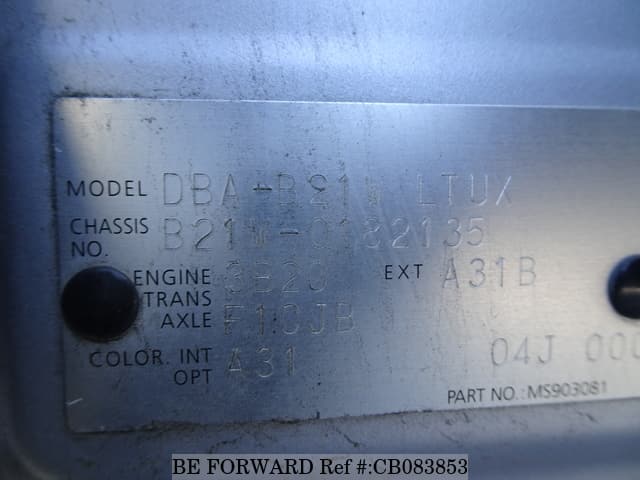 MODEL DBA-B21W LTUX
CHASSIS NO. B21W-0182135
ENGINE 3B20 EXT A31B
TRANS AXLE F1CJB
COLOR. INT OPT A31
04J 000
PART NO.: MS903081
BE FORWARD Ref #:CB083853